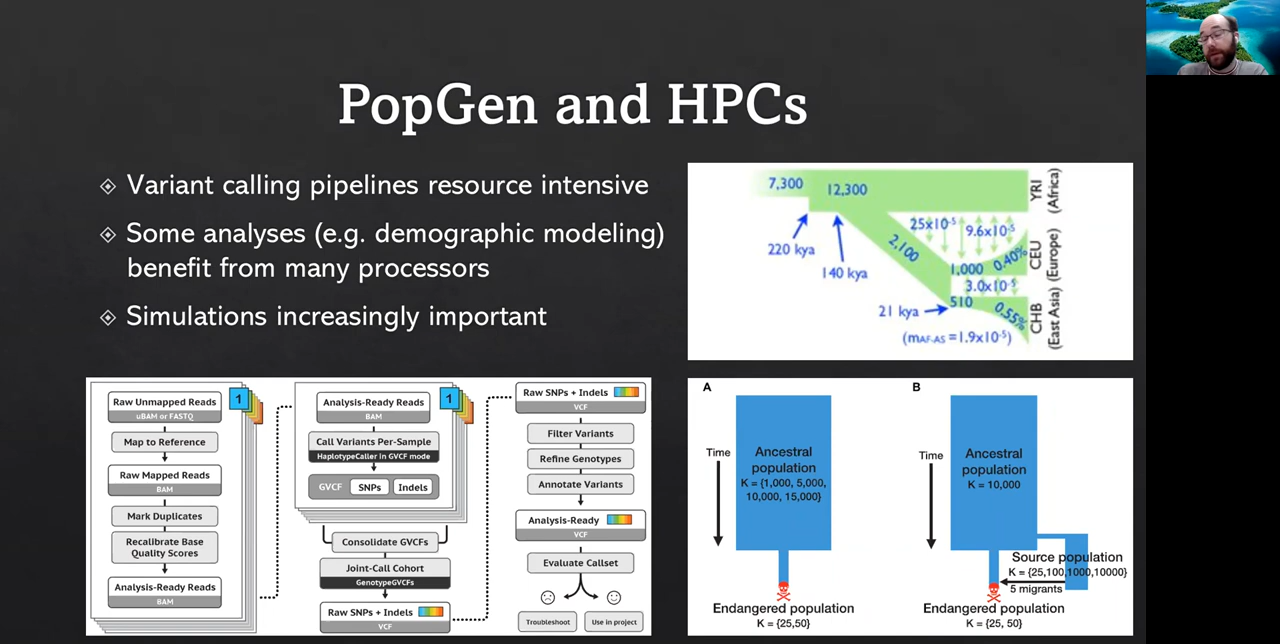 PopGen and HPCs
Variant calling pipelines resource intensive
Some analyses (e.g. demographic modeling)
benefit from many processors
Simulations increasingly important
7,300
12,300
220 kya
140 kya
2,100
25x10-5
9.6x10-5
1,000
0.40%
3.0x10-5
510
0.55%
21 kya
(mAF-AS =1.9x10-5)
YRI
(Africa)
CEU
(Europe)
CHB
(East Asia)
Raw Unmapped Reads
uBAM or FASTQ
Map to Reference
Raw Mapped Reads
BAM
Mark Duplicates
Recalibrate Base
Quality Scores
Analysis-Ready Reads
BAM
1
Analysis-Ready Reads
BAM
Call Variants Per-Sample
HaplotypeCaller in GVCF mode
GVCF SNPs Indels
1
Consolidate GVCFs
Joint-Call Cohort
GenotypeGVCFs
Raw SNPs + Indels
VCF
Raw SNPs + Indels
VCF
Filter Variants
Refine Genotypes
Annotate Variants
Analysis-Ready
VCF
Evaluate Callset
Troubleshoot
Use in project
A
Time
Ancestral
population
K = {1,000, 5,000,
10,000, 15,000}
Endangered population
K = {25,50}
B
Time
Ancestral
population
K = 10,000
Source population
K = {25,100,1000,10000}
5 migrants
Endangered population
K = {25, 50}